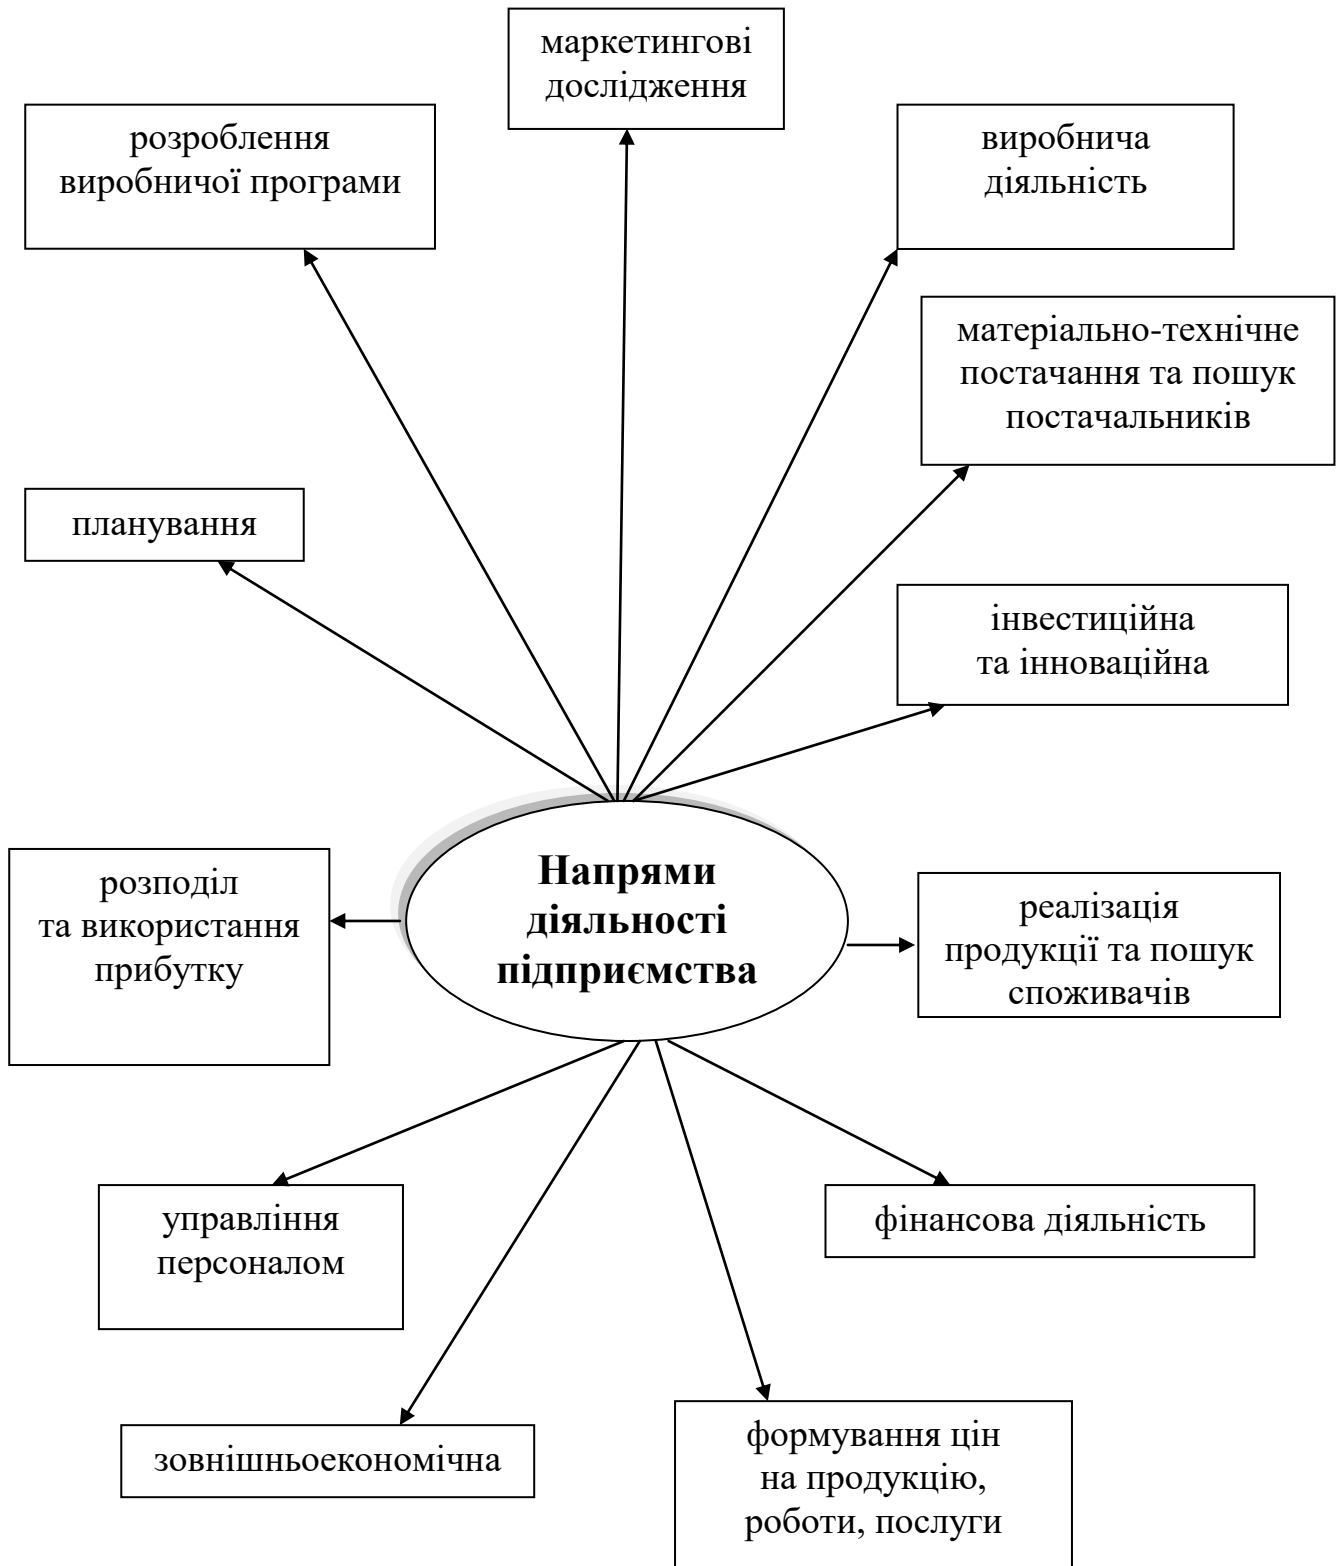 маркетингові
дослідження
розроблення
виробничої програми
виробнича
діяльність
матеріально-технічне
постачання та пошук
постачальників
планування
інвестиційна
та інноваційна
Напрями
діяльності
підприємства
розподіл
та використання
прибутку
реалізація
продукції та пошук
споживачів
управління
персоналом
фінансова діяльність
зовнішньоекономічна
формування цін
на продукцію,
роботи, послуги